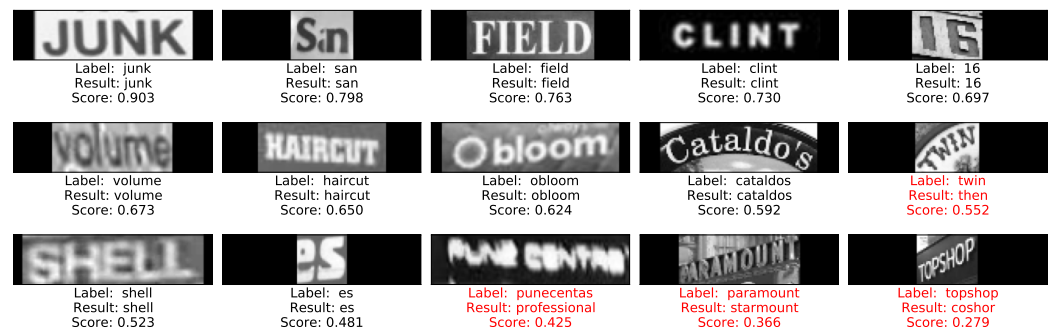 JUNK San FIELD CLINT 16
Label: junk Label: san Label: field Label: clint Label: 16
Result: junk Result: san Result: field Result: clint Result: 16
Score: 0.903 Score: 0.798 Score: 0.763 Score: 0.730 Score: 0.697
volume HAIRCUT Obloom Cataldo's TWIN
Label: volume Label: haircut Label: obloom Label: cataldos Label: twin
Result: volume Result: haircut Result: obloom Result: cataldos Result: then
Score: 0.673 Score: 0.650 Score: 0.624 Score: 0.592 Score: 0.552
SHELL es PUNE CENTRA PARAMOUNT TOPSHOP
Label: shell Label: es Label: punecentas Label: paramount Label: topshop
Result: shell Result: es Result: professional Result: starmount Result: coshor
Score: 0.523 Score: 0.481 Score: 0.425 Score: 0.366 Score: 0.279